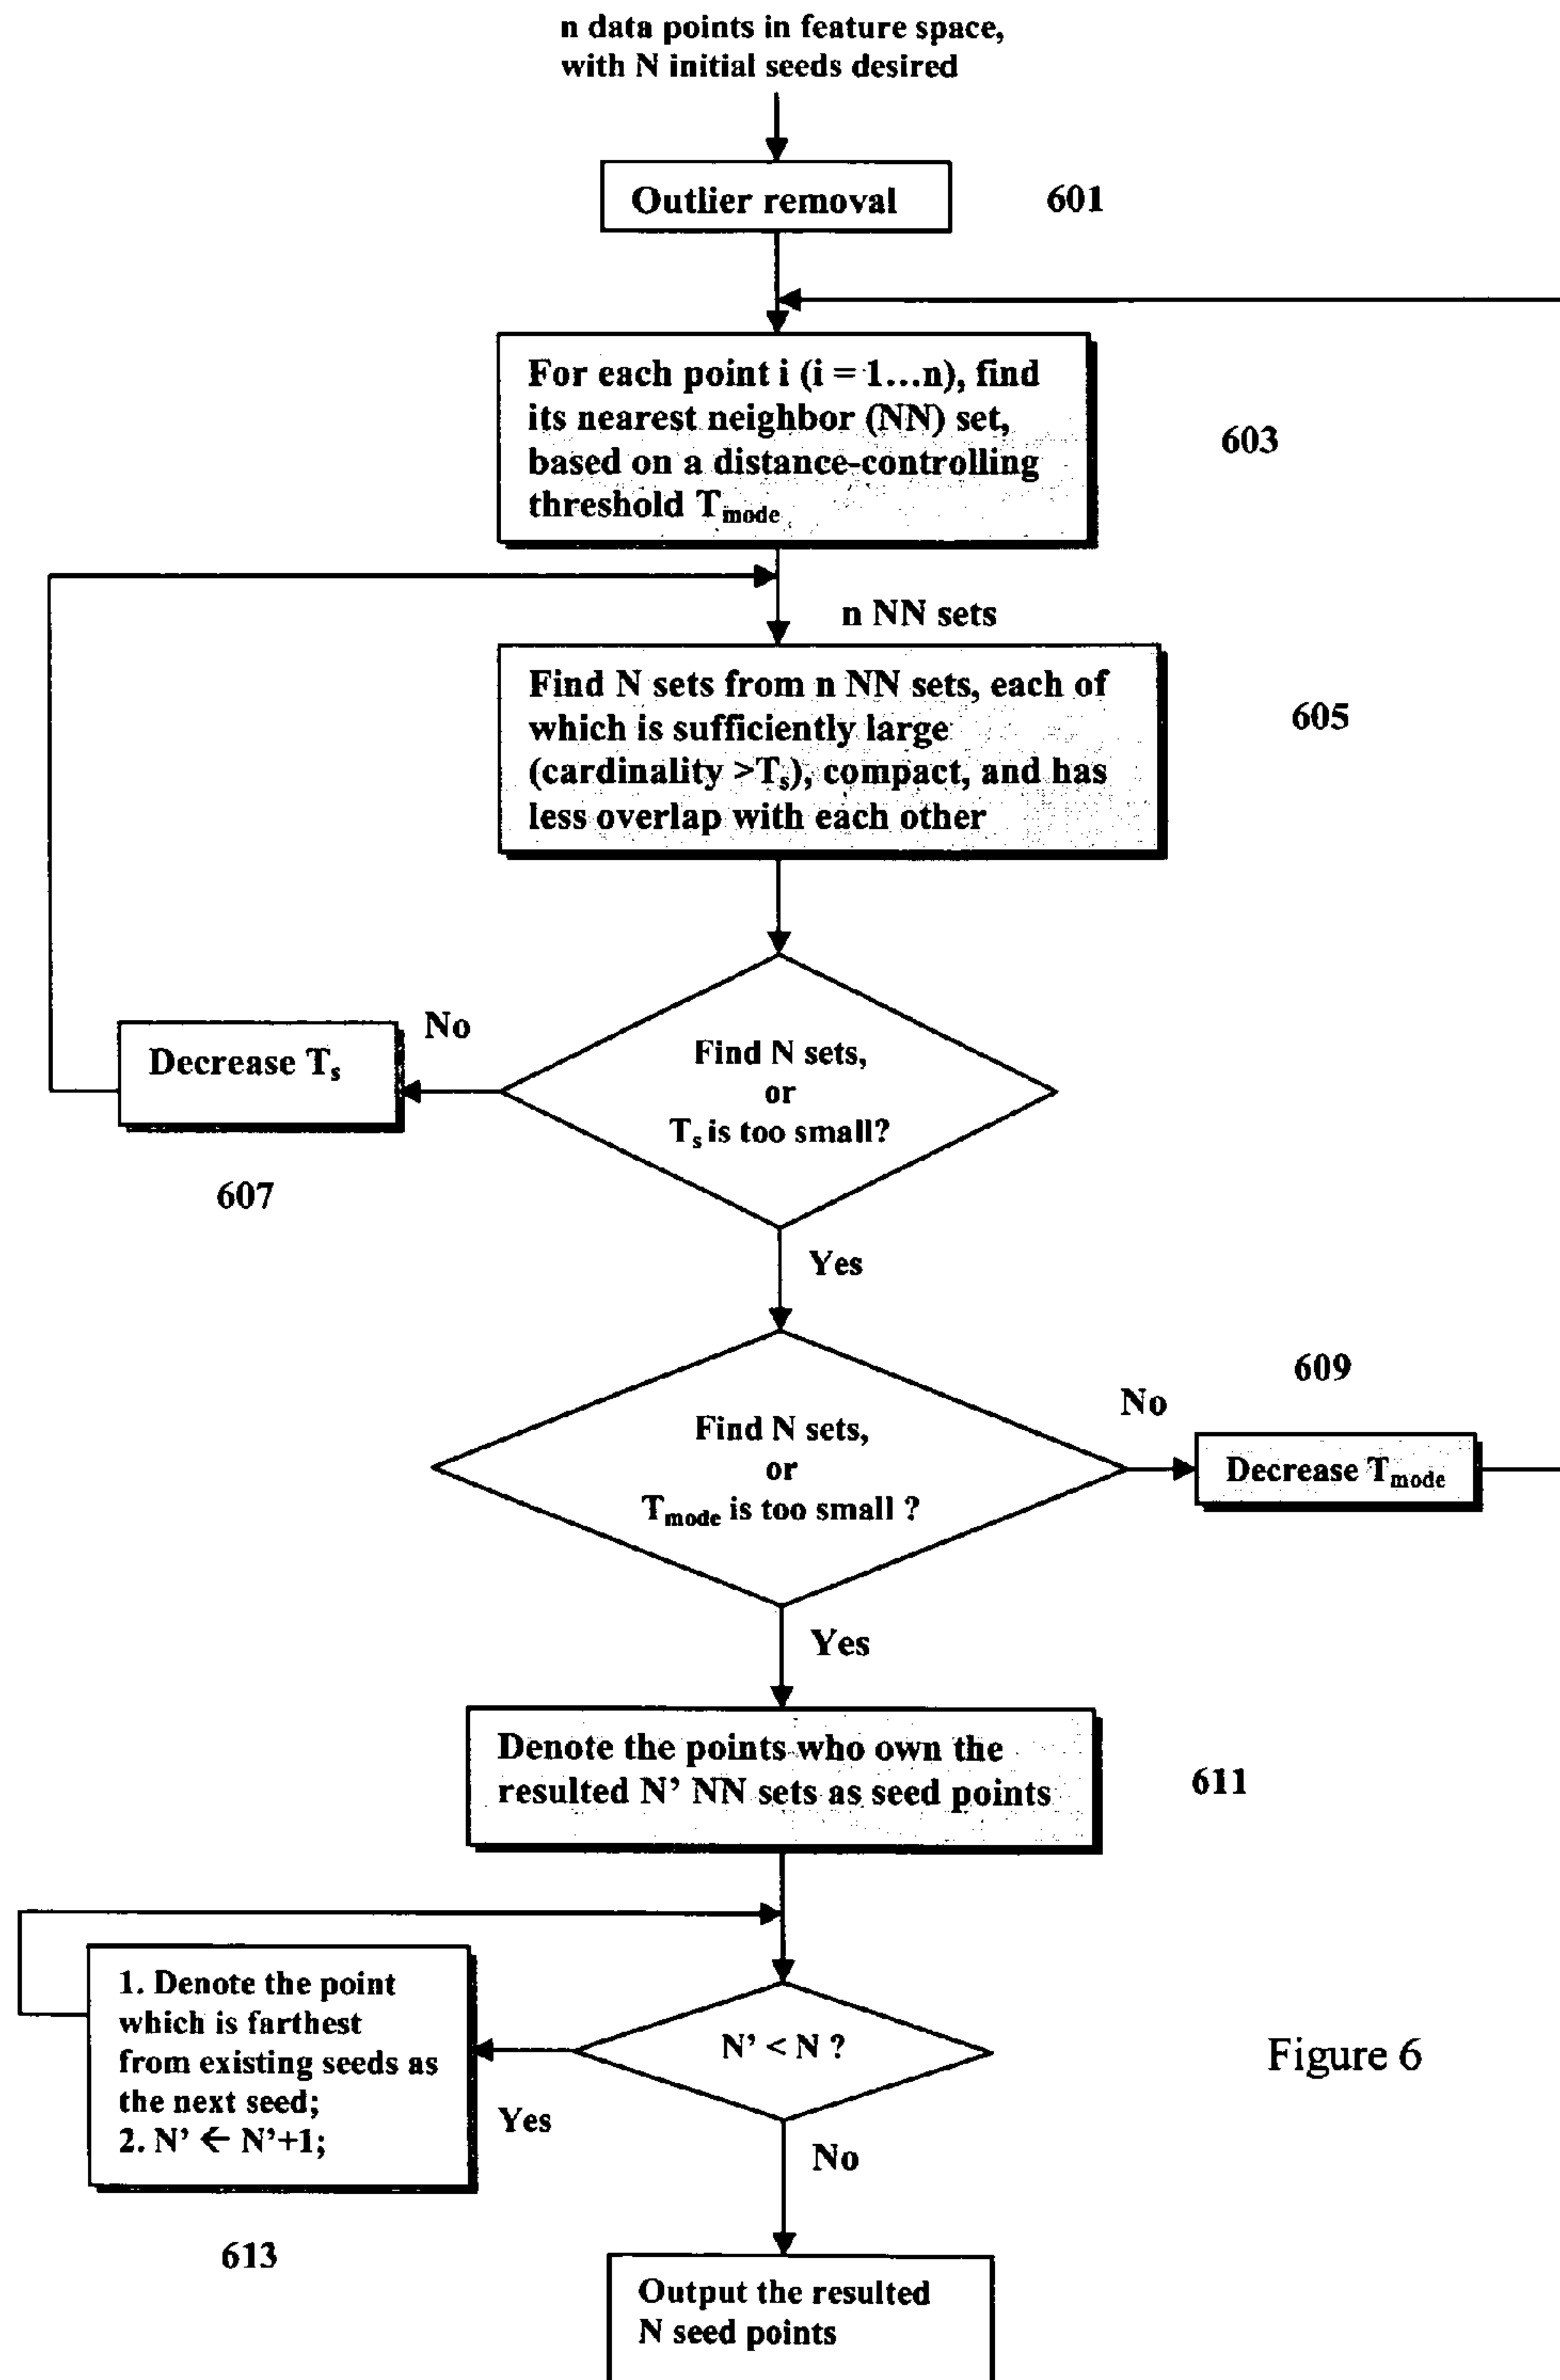 n data points in feature space,
with N initial seeds desired
Outlier removal
601
For each point i (i = 1...n), find
its nearest neighbor (NN) set,
based on a distance-controlling
threshold Tmode
603
n NN sets
Find N sets from n NN sets, each of
which is sufficiently large
(cardinality >Ts), compact, and has
less overlap with each other
605
Find N sets,
or
Ts is too small?
No
Decrease Ts
607
Yes
Find N sets,
or
Tmode is too small ?
No
609
Decrease Tmode
Yes
Denote the points who own the
resulted N’ NN sets as seed points
611
N’ < N ?
Yes
1. Denote the point
which is farthest
from existing seeds as
the next seed;
2. N’ ← N’+1;
613
No
Output the resulted
N seed points
Figure 6